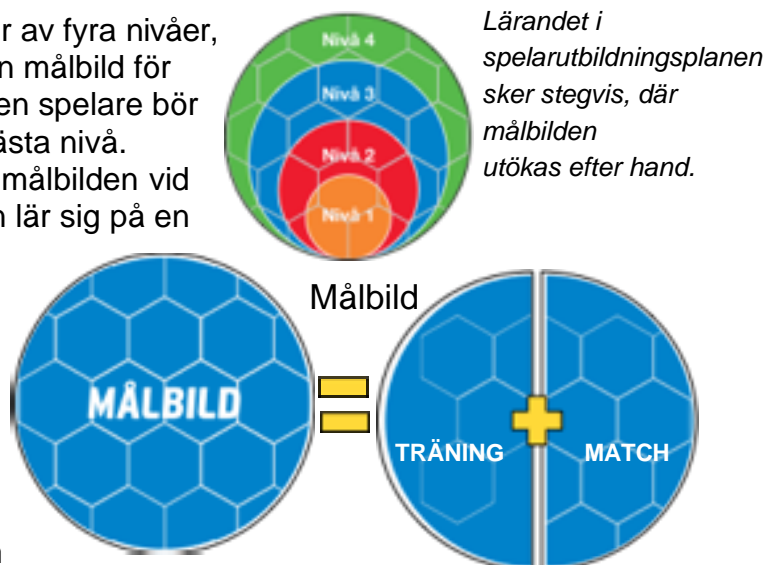 r av fyra nivåer,
n målbild för
en spelare bör
ästa nivå.
målbilden vid
n lär sig på en
Nivå 4
Nivå 3
Nivå 2
Nivå 1
Lärandet i
spelarutbildningsplanen
sker stegvis, där
målbilden
utökas efter hand.
Målbild
MÅLBILD
TRÄNING
MATCH